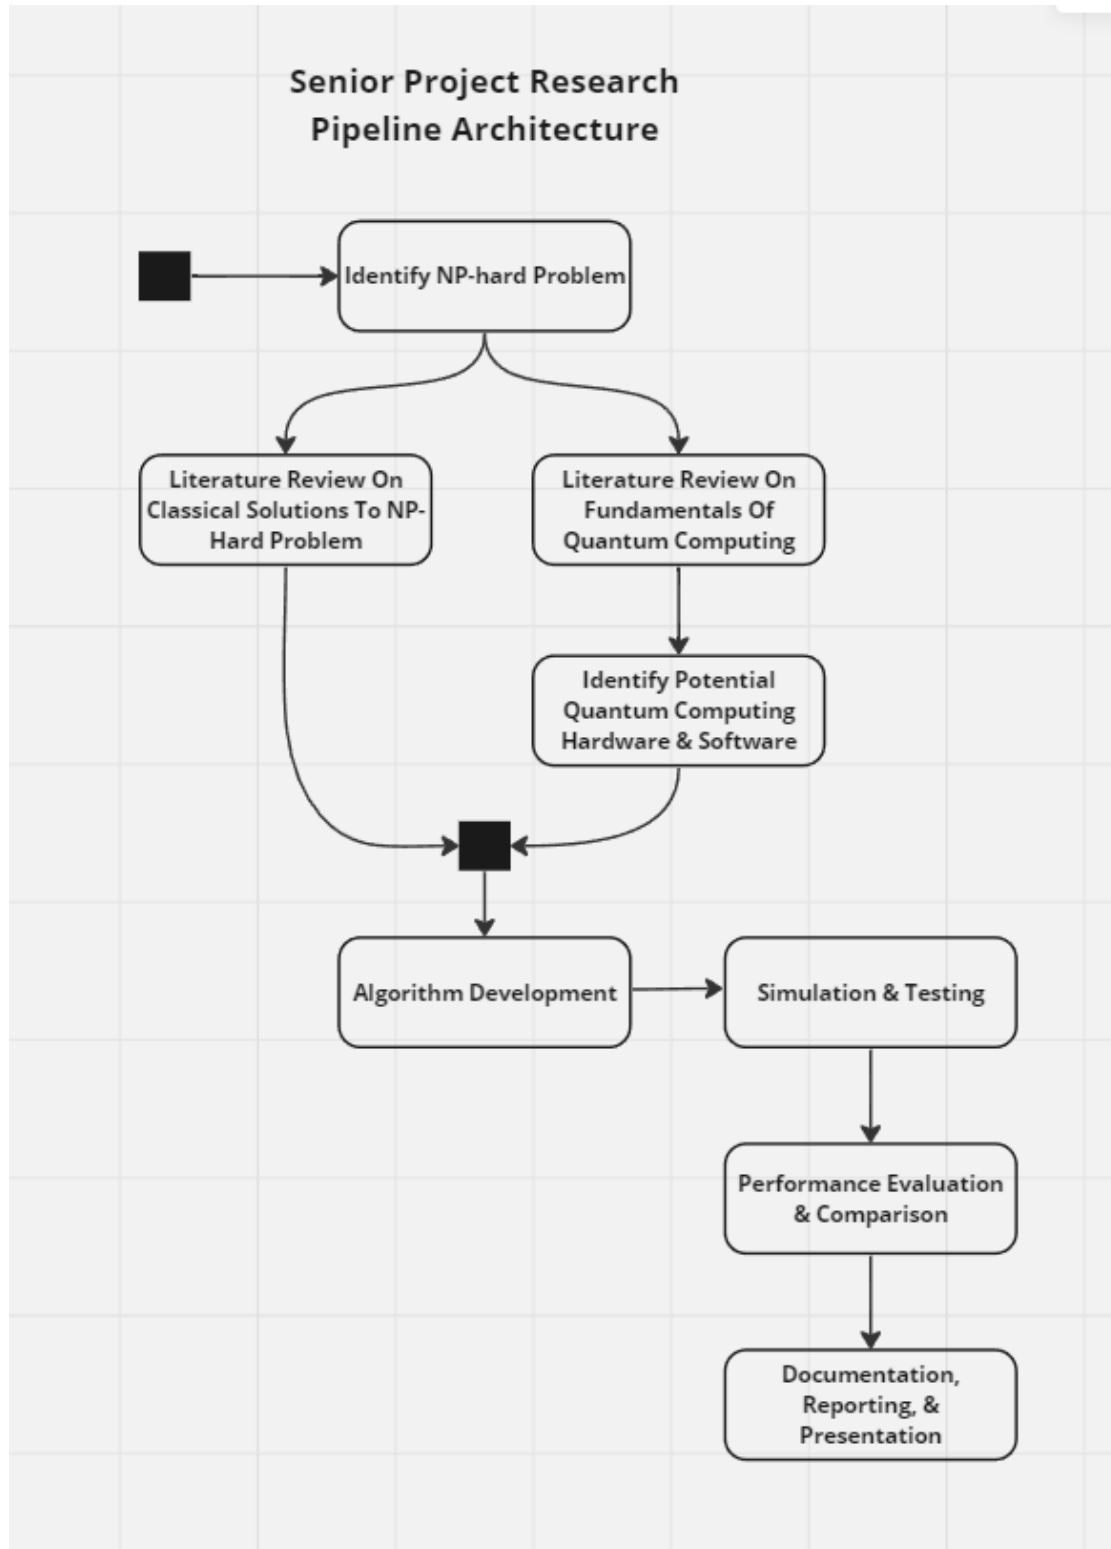 Senior Project Research
Pipeline Architecture
Identify NP-hard Problem
Literature Review On
Classical Solutions To NP-
Hard Problem
Literature Review On
Fundamentals Of
Quantum Computing
Identify Potential
Quantum Computing
Hardware & Software
Algorithm Development
Simulation & Testing
Performance Evaluation
& Comparison
Documentation,
Reporting, &
Presentation